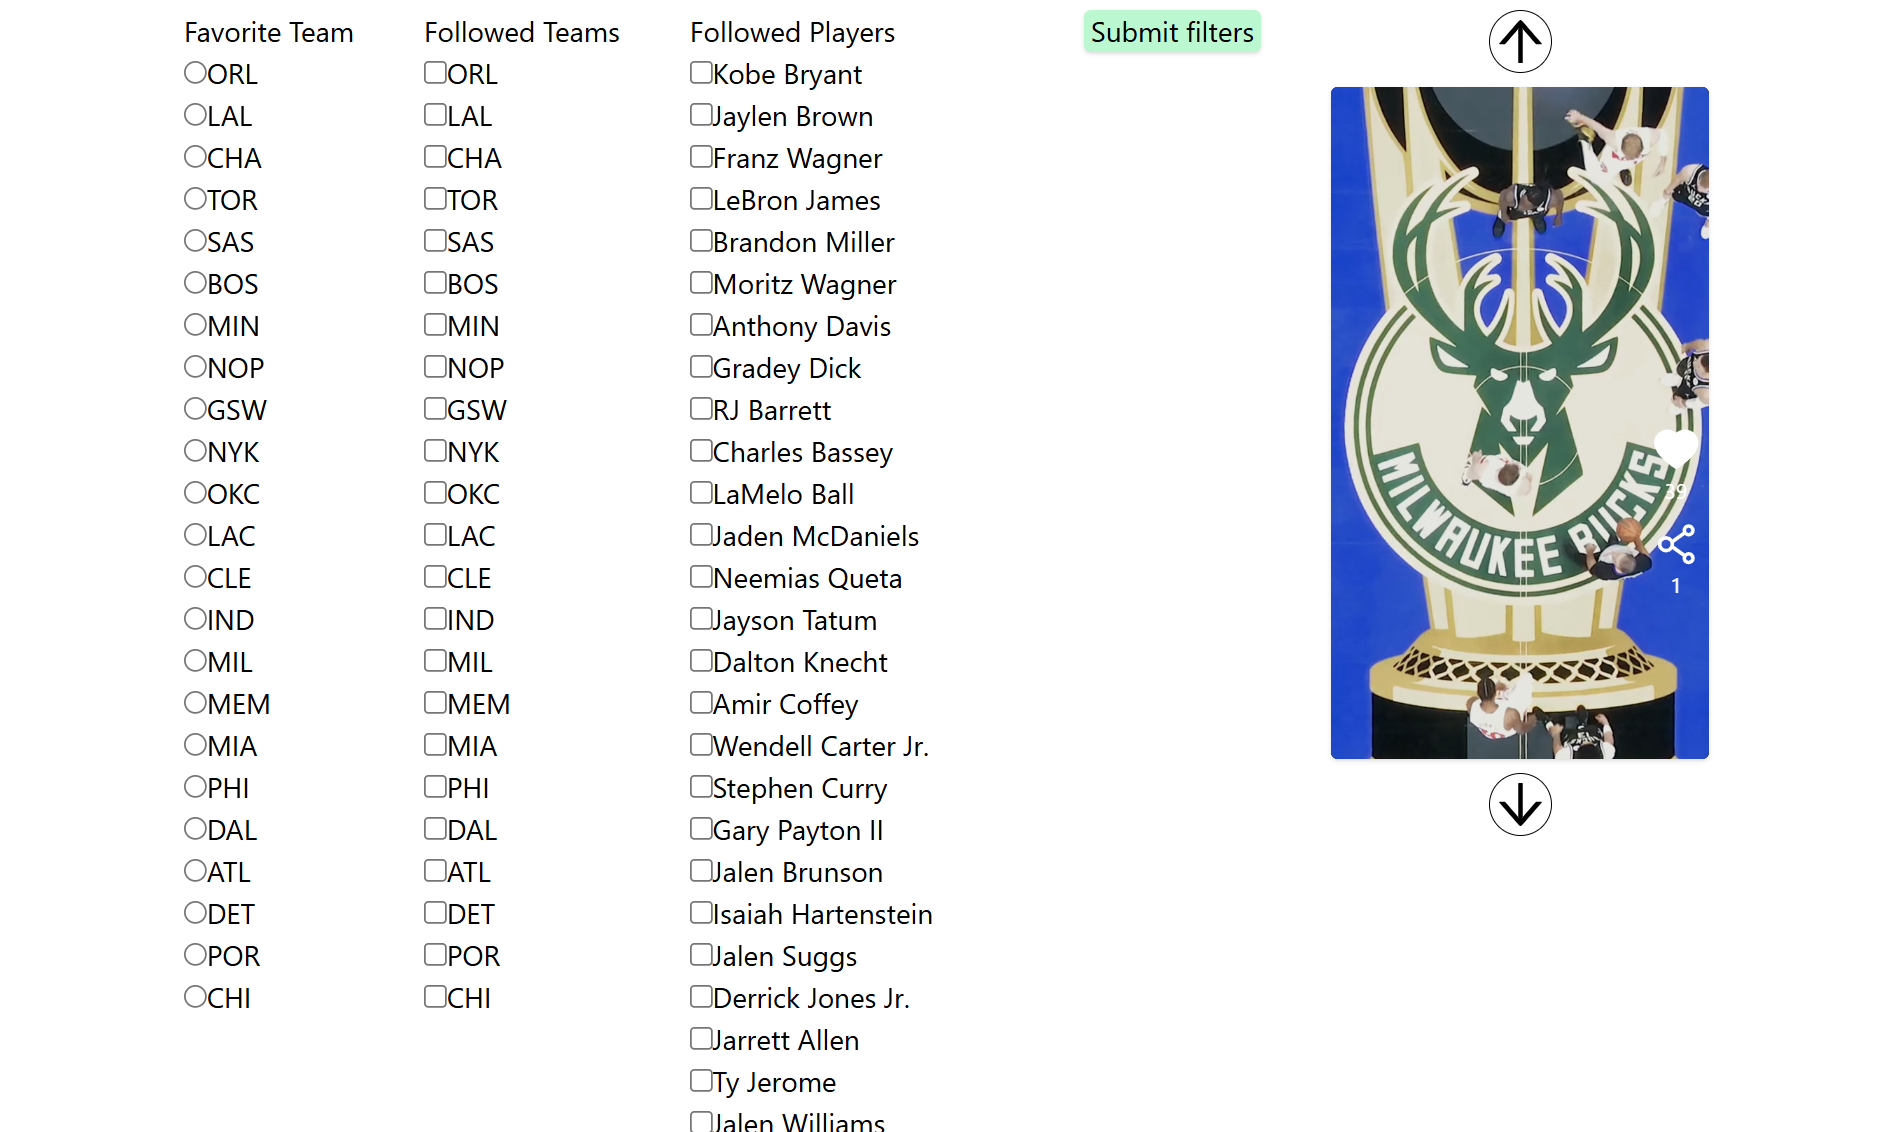 Favorite Team
ORL
LAL
CHA
TOR
SAS
BOS
MIN
NOP
GSW
NYK
OKC
LAC
CLE
IND
MIL
MEM
MIA
PHI
DAL
ATL
DET
POR
CHI
Followed Teams
ORL
LAL
CHA
TOR
SAS
BOS
MIN
NOP
GSW
NYK
OKC
LAC
CLE
IND
MIL
MEM
MIA
PHI
DAL
ATL
DET
POR
CHI
Followed Players
Kobe Bryant
Jaylen Brown
Franz Wagner
LeBron James
Brandon Miller
Moritz Wagner
Anthony Davis
Gradey Dick
RJ Barrett
Charles Bassey
LaMelo Ball
Jaden McDaniels
Neemias Queta
Jayson Tatum
Dalton Knecht
Amir Coffey
Wendell Carter Jr.
Stephen Curry
Gary Payton II
Jalen Brunson
Isaiah Hartenstein
Jalen Suggs
Derrick Jones Jr.
Jarrett Allen
Ty Jerome
Jalen Williams
Submit filters
MILWAUKEE BUCKS
39
1